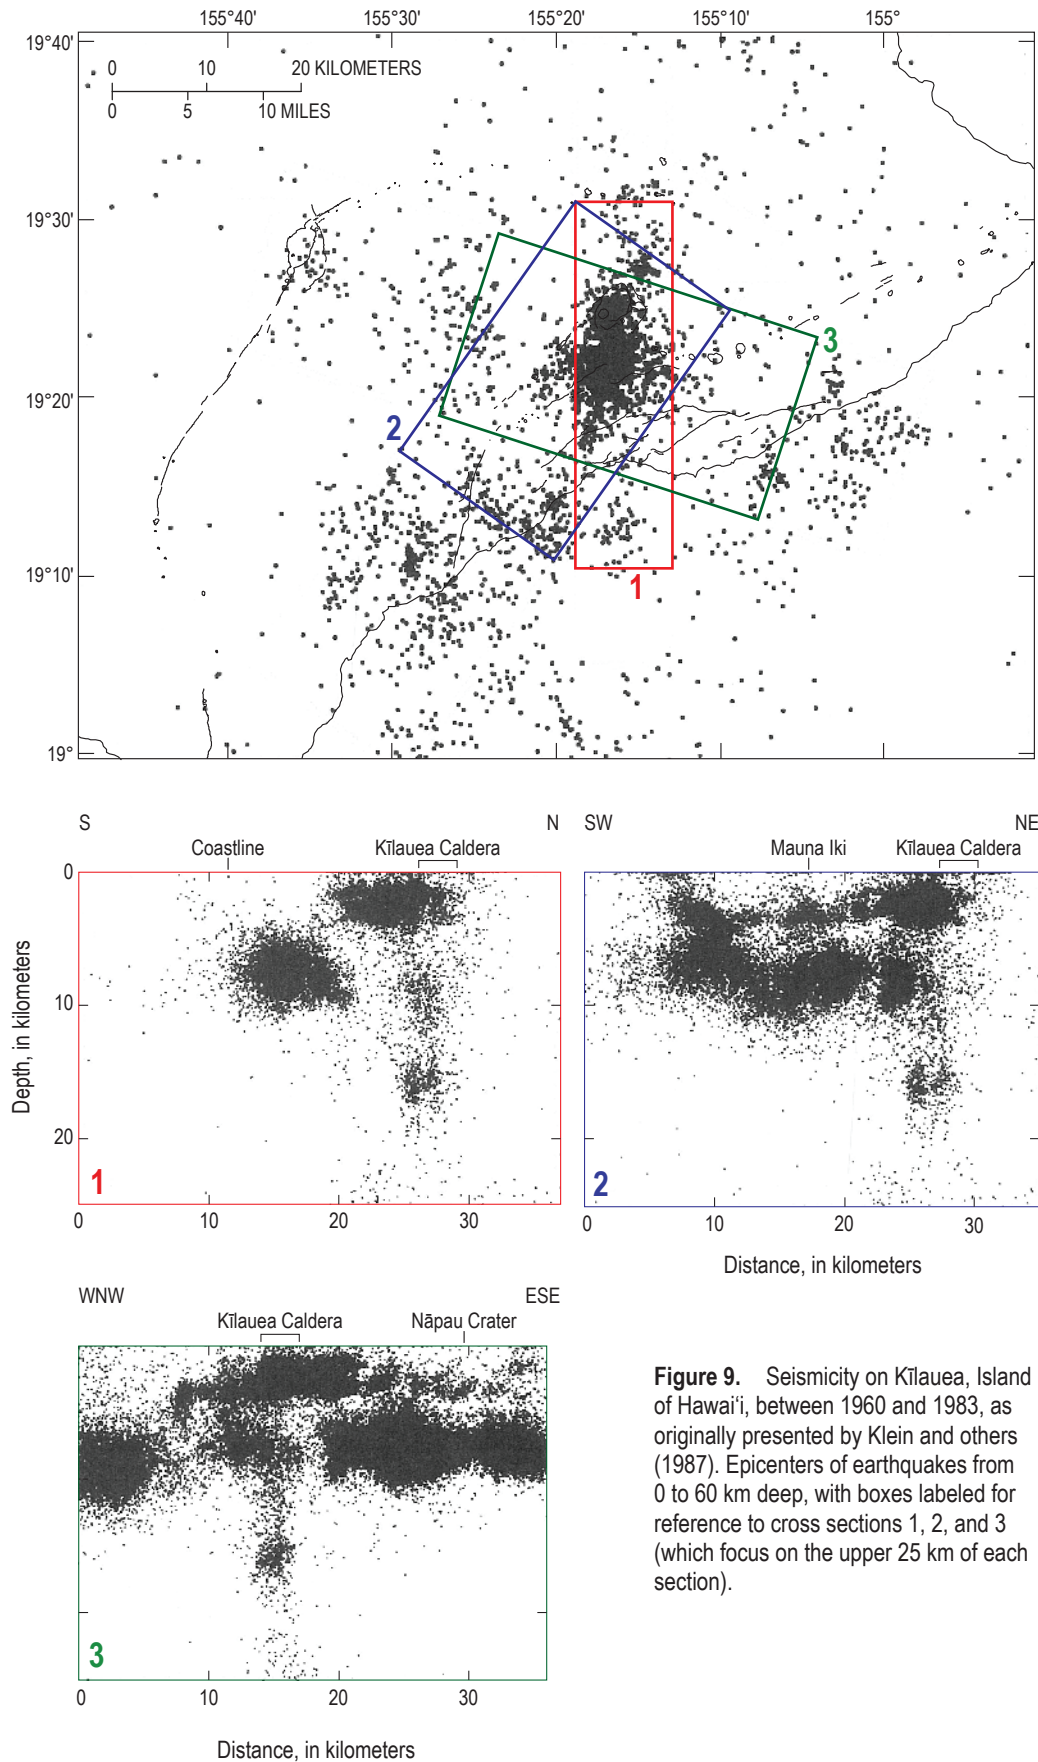 155°40' 155°30' 155°20' 155°10' 155°
19°40'
0 10 20 KILOMETERS
0 5 10 MILES
19°30'
3
19°20'
2
19°10'
1
19°
S N SW NE
Coastline Kīlauea Caldera Mauna Iki Kīlauea Caldera
0
Depth, in kilometers
10
20
1 2
0 10 20 30 0 10 20 30
Distance, in kilometers
WNW ESE
Kīlauea Caldera Nāpau Crater
3
0 10 20 30
Distance, in kilometers
Figure 9. Seismicity on Kīlauea, Island
of Hawaiʻi, between 1960 and 1983, as
originally presented by Klein and others
(1987). Epicenters of earthquakes from
0 to 60 km deep, with boxes labeled for
reference to cross sections 1, 2, and 3
(which focus on the upper 25 km of each
section).